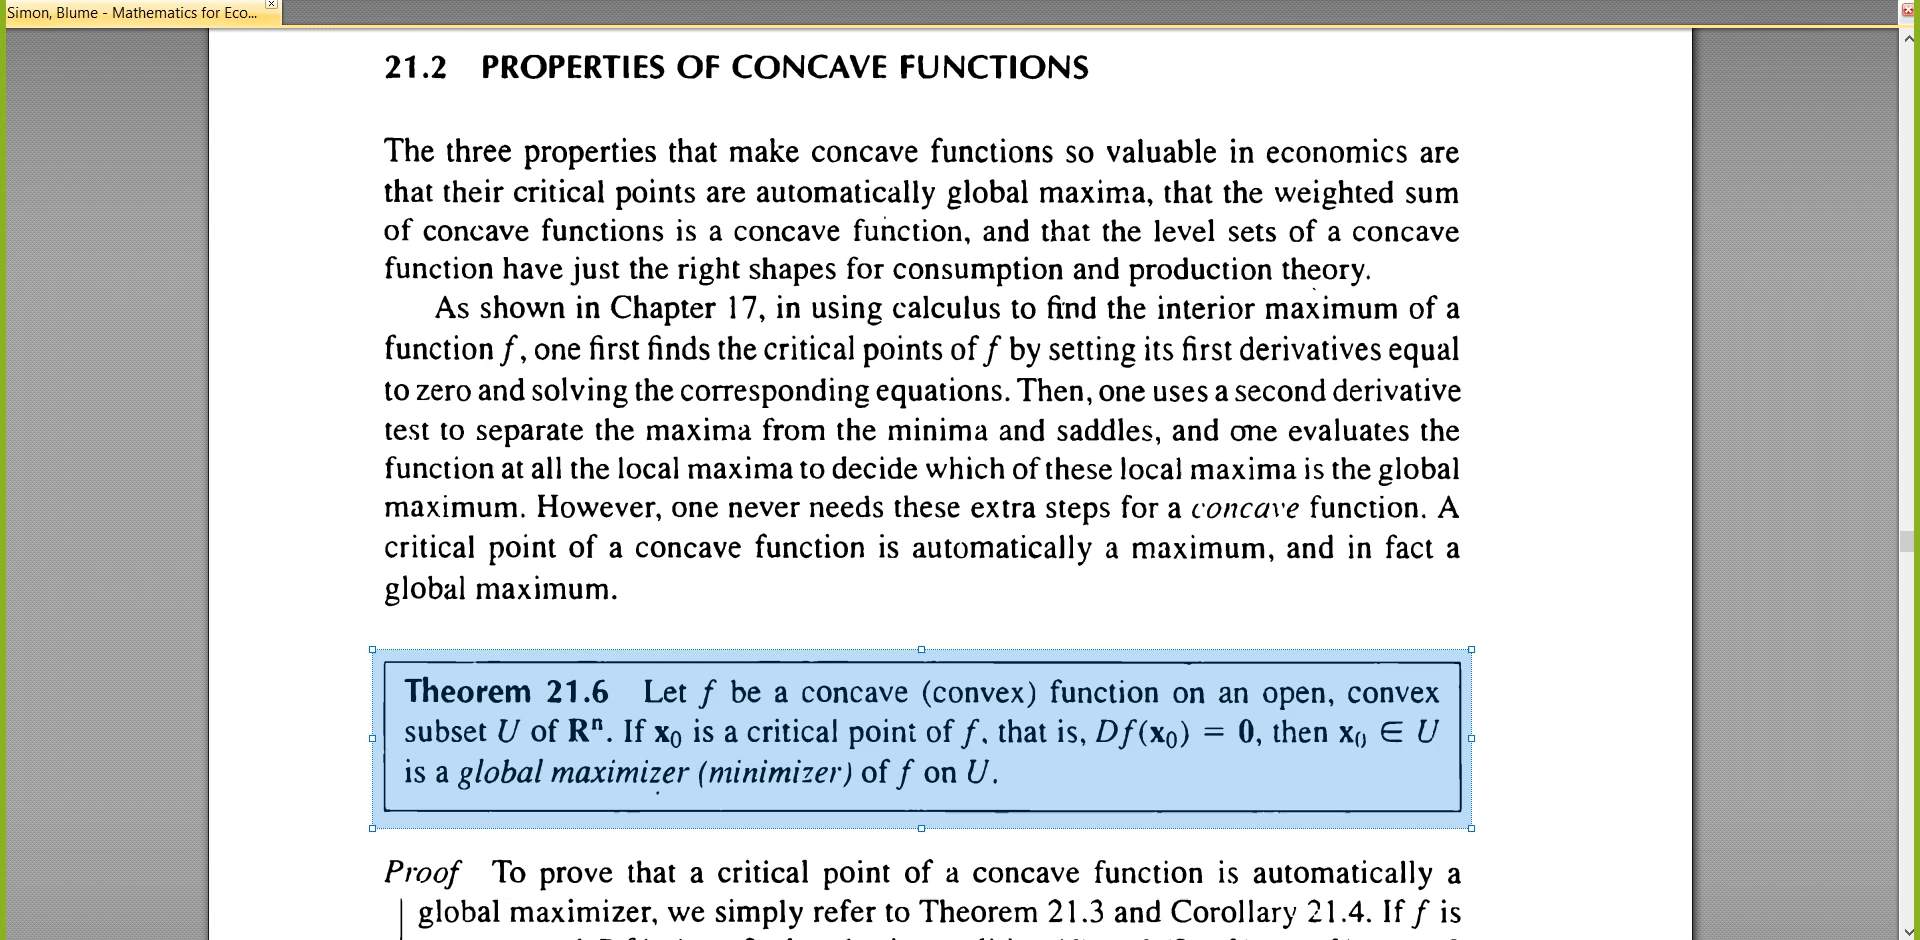 Simon, Blume - Mathematics for Eco...
21.2 PROPERTIES OF CONCAVE FUNCTIONS
The three properties that make concave functions so valuable in economics are
that their critical points are automatically global maxima, that the weighted sum
of concave functions is a concave function, and that the level sets of a concave
function have just the right shapes for consumption and production theory.
As shown in Chapter 17, in using calculus to find the interior maximum of a
function f, one first finds the critical points of f by setting its first derivatives equal
to zero and solving the corresponding equations. Then, one uses a second derivative
test to separate the maxima from the minima and saddles, and one evaluates the
function at all the local maxima to decide which of these local maxima is the global
maximum. However, one never needs these extra steps for a concave function. A
critical point of a concave function is automatically a maximum, and in fact a
global maximum.
Theorem 21.6 Let f be a concave (convex) function on an open, convex
subset U of Rⁿ. If x₀ is a critical point of f, that is, Df(x₀) = 0, then x₀ ∈ U
is a global maximizer (minimizer) of f on U.
Proof To prove that a critical point of a concave function is automatically a
global maximizer, we simply refer to Theorem 21.3 and Corollary 21.4. If f is